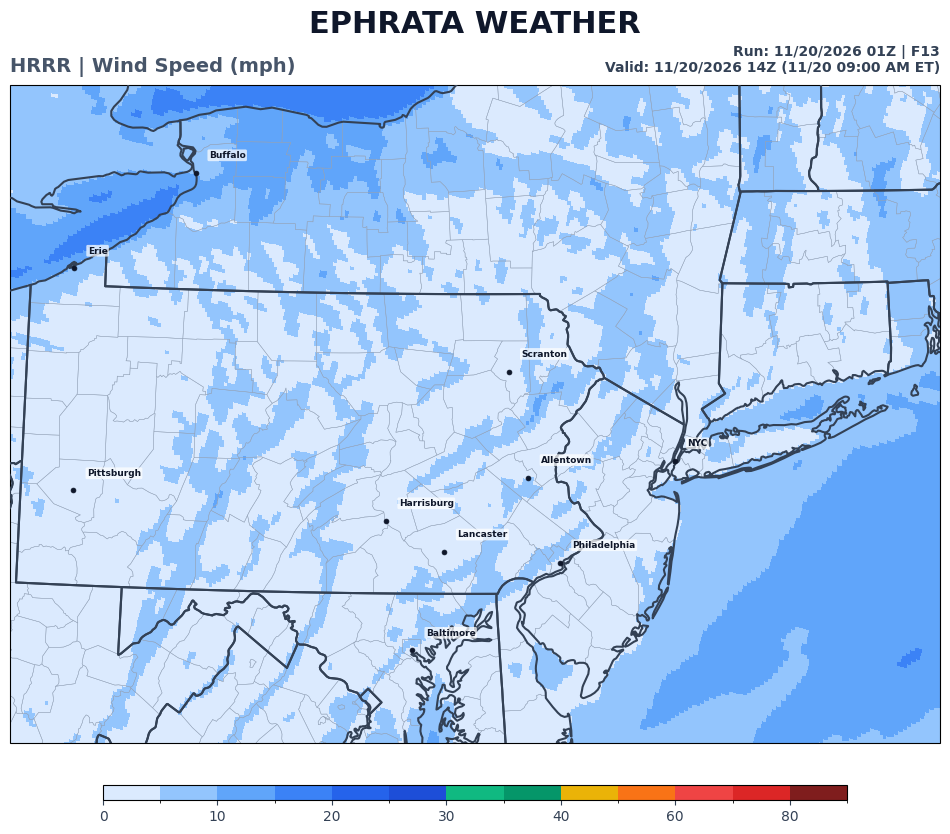 EPHRATA WEATHER
HRRR | Wind Speed (mph)
Run: 11/20/2026 01Z | F13
Valid: 11/20/2026 14Z (11/20 09:00 AM ET)
Buffalo
Erie
Scranton
NYC
Allentown
Pittsburgh
Harrisburg
Lancaster
Philadelphia
Baltimore
0 10 20 30 40 60 80